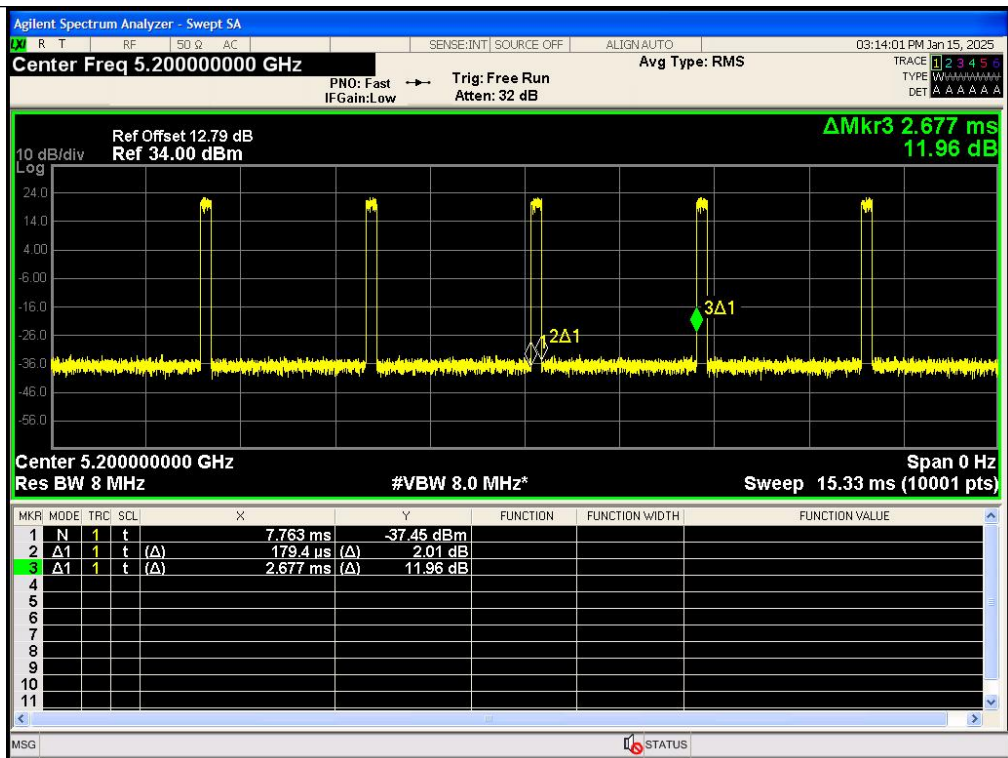 Agilent Spectrum Analyzer - Swept SA
LXI R T RF 50 Ω AC SENSE:INT SOURCE OFF ALIGN AUTO 03:14:01 PM Jan 15, 2025
Center Freq 5.200000000 GHz
PNO: Fast
IFGain:Low
Trig: Free Run
Atten: 32 dB
Avg Type: RMS
TRACE 1 2 3 4 5 6
TYPE W
DET A A A A A A
ΔMkr3 2.677 ms
11.96 dB
Ref Offset 12.79 dB
10 dB/div Ref 34.00 dBm
Log
24.0
14.0
4.00
-6.00
-16.0
-26.0
-36.0
-46.0
-56.0
3Δ1
2Δ1
Center 5.200000000 GHz Span 0 Hz
Res BW 8 MHz #VBW 8.0 MHz* Sweep 15.33 ms (10001 pts)
MKR MODE TRC SCL X Y FUNCTION FUNCTION WIDTH FUNCTION VALUE
1 N 1 t 7.763 ms -37.45 dBm
2 Δ1 1 t (Δ) 179.4 µs (Δ) 2.01 dB
3 Δ1 1 t (Δ) 2.677 ms (Δ) 11.96 dB
4
5
6
7
8
9
10
11
MSG STATUS